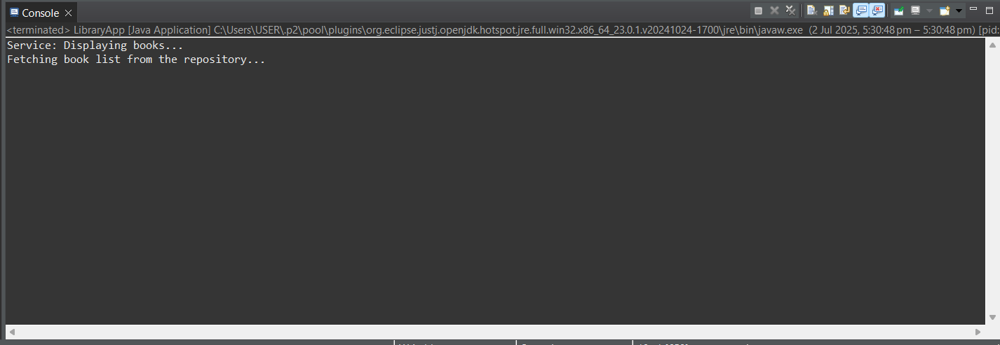 Console
<terminated> LibraryApp [Java Application] C:\Users\USER\.p2\pool\plugins\org.eclipse.justj.openjdk.hotspot.jre.full.win32.x86_64_23.0.1.v20241024-1700\jre\bin\javaw.exe (2 Jul 2025, 5:30:48 pm – 5:30:48 pm) [pid:
Service: Displaying books...
Fetching book list from the repository...